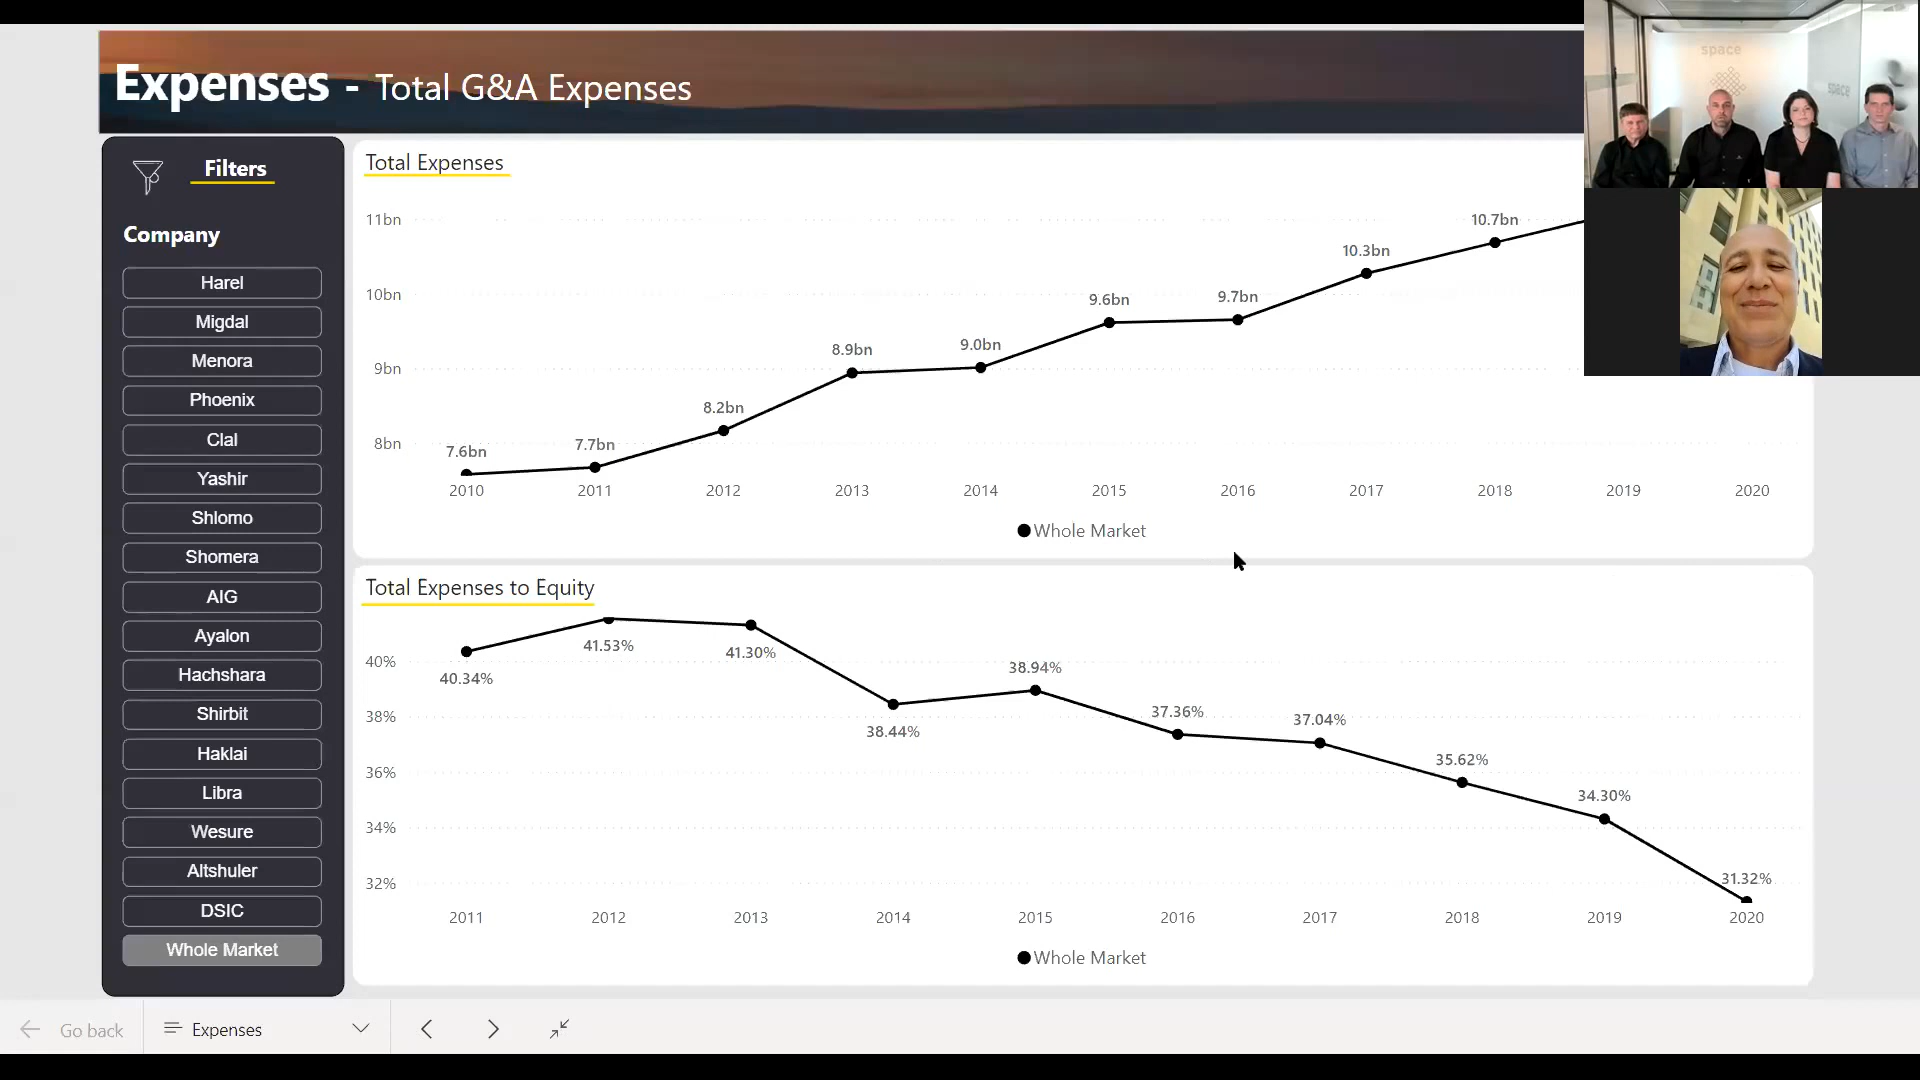 Expenses - Total G&A Expenses
Filters
Company
Harel
Migdal
Menora
Phoenix
Clal
Yashir
Shlomo
Shomera
AIG
Ayalon
Hachshara
Shirbit
Haklai
Libra
Wesure
Altshuler
DSIC
Whole Market
Total Expenses
11bn
10bn
9bn
8bn
7.6bn
7.7bn
8.2bn
8.9bn
9.0bn
9.6bn
9.7bn
10.3bn
10.7bn
2010 2011 2012 2013 2014 2015 2016 2017 2018 2019 2020
Whole Market
Total Expenses to Equity
40%
38%
36%
34%
32%
40.34%
41.53%
41.30%
38.44%
38.94%
37.36%
37.04%
35.62%
34.30%
31.32%
2011 2012 2013 2014 2015 2016 2017 2018 2019 2020
Whole Market
Go back
Expenses
space
space